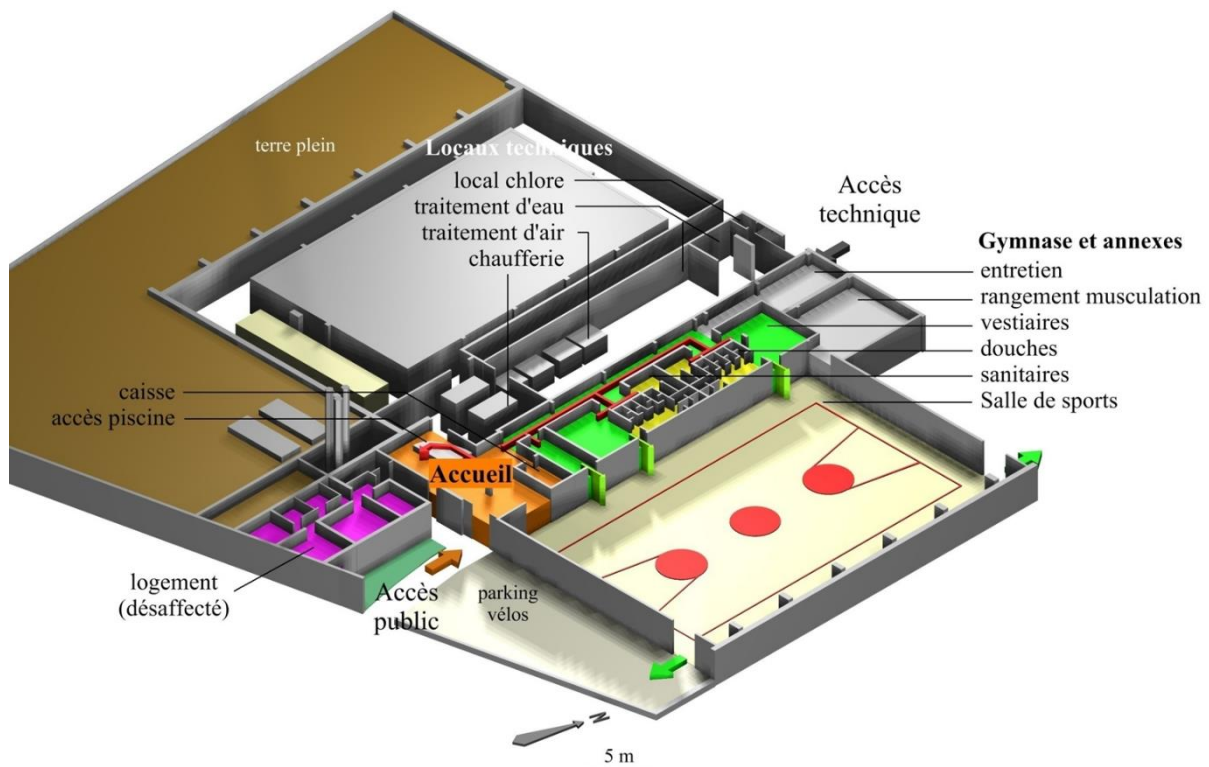 terre plein
Locaux techniques
local chlore
traitement d'eau
traitement d'air
chaufferie
Accès
technique
Gymnase et annexes
entretien
rangement musculation
vestiaires
douches
sanitaires
Salle de sports
caisse
accès piscine
Accueil
logement
(désaffecté)
Accès
public
parking
vélos
N
5 m